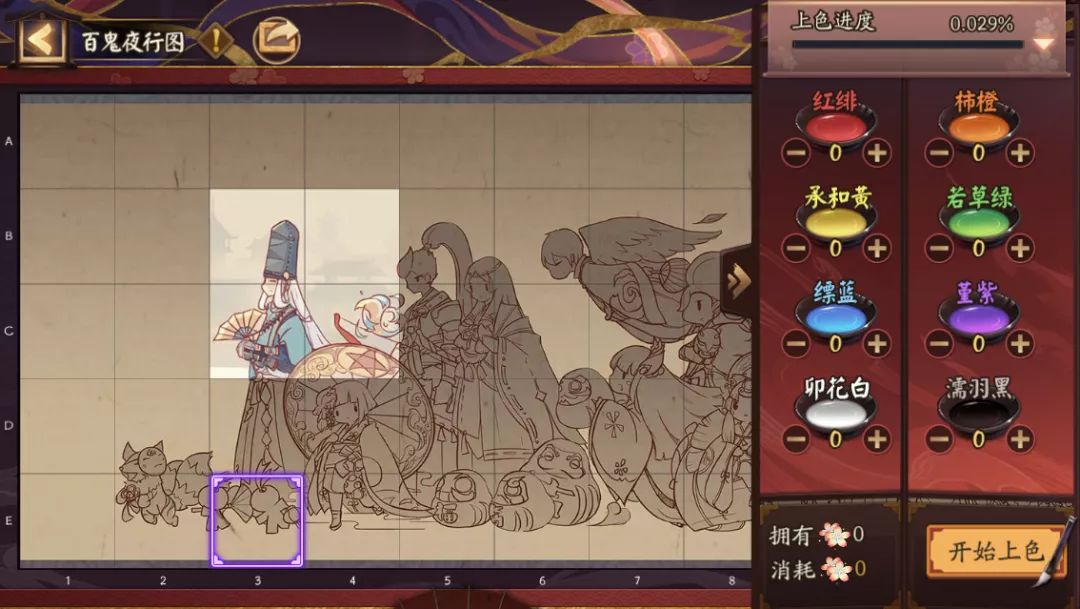 百鬼夜行图 !
上色进度 0.029%
红绯 柿橙
0 0
承和黄 若草绿
0 0
缥蓝 堇紫
0 0
卯花白 濡羽黑
0 0
拥有 0
消耗 0
开始上色
A
B
C
D
E
1 2 3 4 5 6 7 8